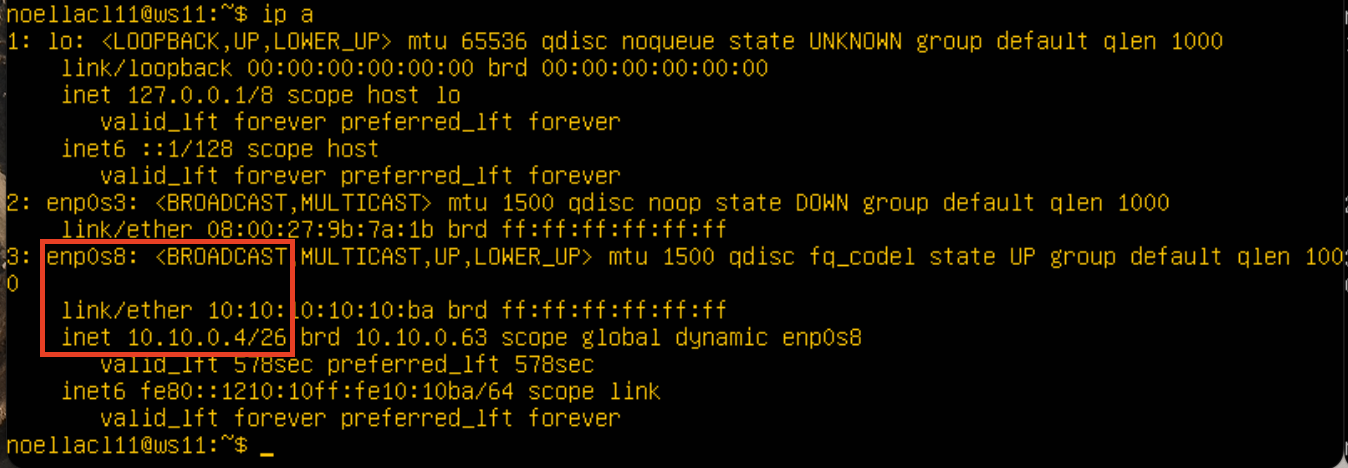 noellacl11@ws11:~$ ip a
1: lo: <LOOPBACK,UP,LOWER_UP> mtu 65536 qdisc noqueue state UNKNOWN group default qlen 1000
    link/loopback 00:00:00:00:00:00 brd 00:00:00:00:00:00
    inet 127.0.0.1/8 scope host lo
       valid_lft forever preferred_lft forever
    inet6 ::1/128 scope host
       valid_lft forever preferred_lft forever
2: enp0s3: <BROADCAST,MULTICAST> mtu 1500 qdisc noop state DOWN group default qlen 1000
    link/ether 08:00:27:9b:7a:1b brd ff:ff:ff:ff:ff:ff
3: enp0s8: <BROADCAST,MULTICAST,UP,LOWER_UP> mtu 1500 qdisc fq_codel state UP group default qlen 100
0
    link/ether 10:10:10:10:10:ba brd ff:ff:ff:ff:ff:ff
    inet 10.10.0.4/26 brd 10.10.0.63 scope global dynamic enp0s8
       valid_lft 578sec preferred_lft 578sec
    inet6 fe80::1210:10ff:fe10:10ba/64 scope link
       valid_lft forever preferred_lft forever
noellacl11@ws11:~$ _